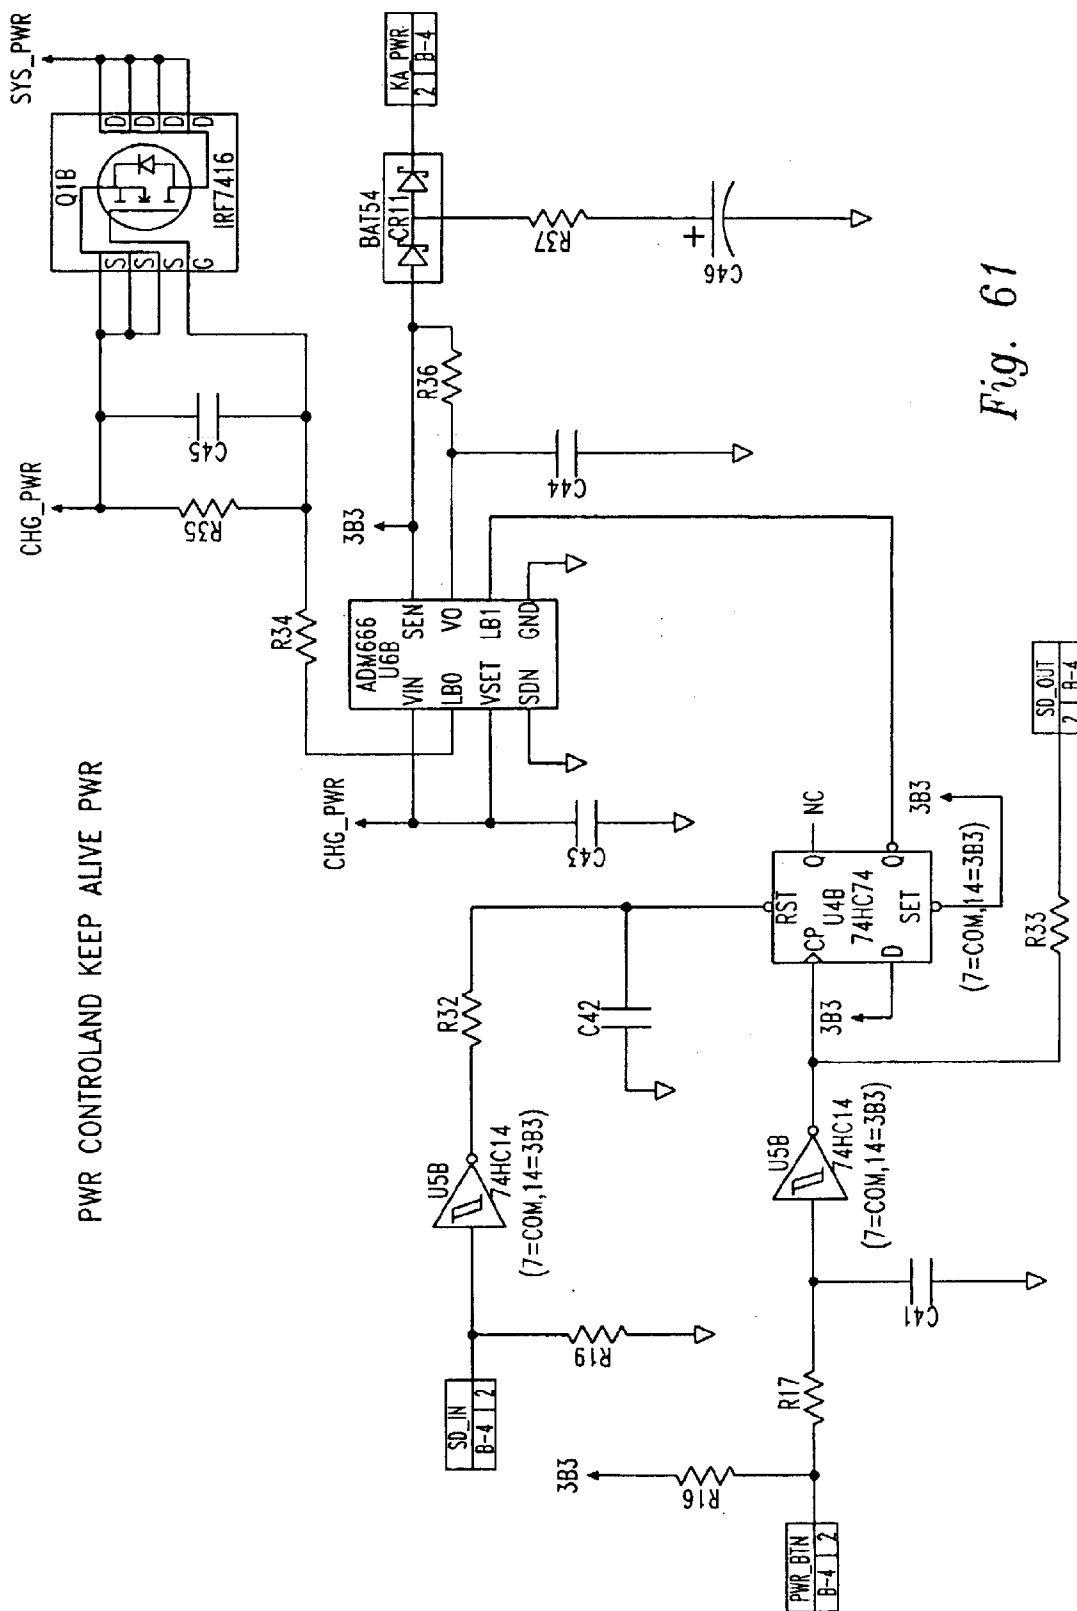 PWR CONTROLAND KEEP ALIVE PWR
CHG_PWR
SYS_PWR
Q1B
S
S
S
G
D
D
D
D
IRF7416
R35
C45
R34
CHG_PWR
3B3
ADM666
U6B
VIN
SEN
LBO
VO
VSET
LB1
SDN
GND
C43
R36
C44
BAT54
CR11
KA_PWR
2 | B-4
R37
+
C46
SD_IN
B-4 | 2
R19
U5B
74HC14
(7=COM,14=3B3)
R32
C42
PWR_BTN
B-4 | 2
3B3
R16
R17
C41
U5B
74HC14
(7=COM,14=3B3)
3B3
RST
CP
U4B
74HC74
D
SET
Q
Q
NC
3B3
(7=COM,14=3B3)
R33
SD_OUT
2 | B-4
Fig. 61